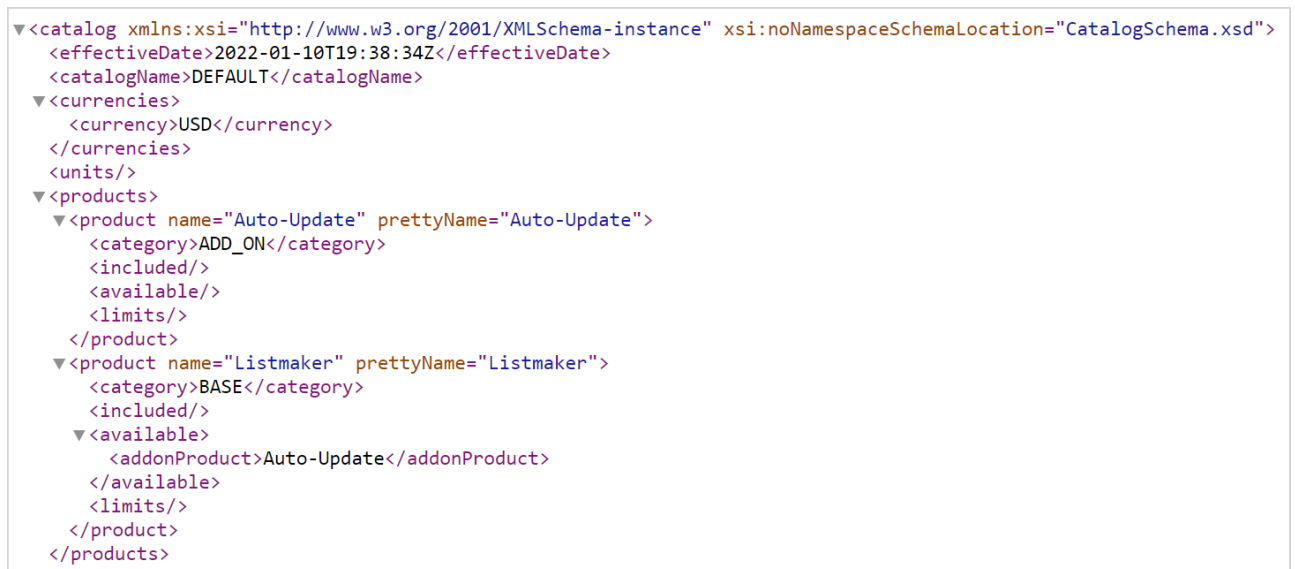 ▼<catalog xmlns:xsi="http://www.w3.org/2001/XMLSchema-instance" xsi:noNamespaceSchemaLocation="CatalogSchema.xsd">
<effectiveDate>2022-01-10T19:38:34Z</effectiveDate>
<catalogName>DEFAULT</catalogName>
▼<currencies>
<currency>USD</currency>
</currencies>
<units/>
▼<products>
▼<product name="Auto-Update" prettyName="Auto-Update">
<category>ADD_ON</category>
<included/>
<available/>
<limits/>
</product>
▼<product name="Listmaker" prettyName="Listmaker">
<category>BASE</category>
<included/>
▼<available>
<addonProduct>Auto-Update</addonProduct>
</available>
<limits/>
</product>
</products>